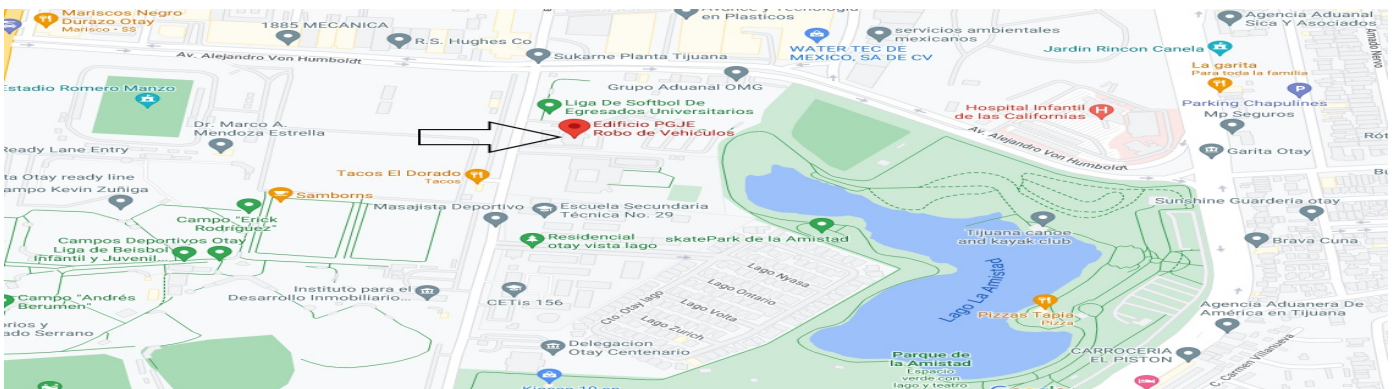 Mariscos Negro
Durazo Otay
Marisco - $$
1885 MECANICA
R.S. Hughes Co
Av. Alejandro Von Humboldt
Sukarne Planta Tijuana
en Plasticos
WATER TEC DE
MEXICO, SA DE CV
servicios ambientales
mexicanos
Agencia Aduanal
Sica Y Asociados
Jardin Rincon Canela
Amado Nervo
La garita
Para toda la familia
Estadio Romero Manzo
Grupo Aduanal OMG
Liga De Softbol De
Egresados Universitarios
Edificio PGJE
Robo de Vehículos
Hospital Infantil
de las Californias
Parking Chapulines
Mp Seguros
Dr. Marco A.
Mendoza Estrella
Av. Alejandro Von Humboldt
Garita Otay
Ready Lane Entry
ta Otay ready line
ampo Kevin Zuñiga
Tacos El Dorado
Tacos
Samborns
Masajista Deportivo
Escuela Secundaria
Técnica No. 29
Sunshine Guarderia otay
Campo "Erick
Rodríguez"
Campos Deportivos Otay
Liga de Beisbol
Infantil y Juvenil...
Residencial
otay vista lago
skatePark de la Amistad
Tijuana canoe
and kayak club
Brava Cuna
Lago Nyasa
Lago Ontario
Lago Volta
Lago Zurich
Cto. Otay lago
Lago La Amistad
Instituto para el
Desarrollo Inmobiliario...
CETis 156
Campo "Andrés
Berumen"
Pizzas Tapia
Pizza
Agencia Aduanera De
América en Tijuana
orios y
ado Serrano
Delegacion
Otay Centenario
Parque de
la Amistad
Espacio
verde con
lago y teatro
CARROCERIA
EL PISTON
C. Carmen Villanueva